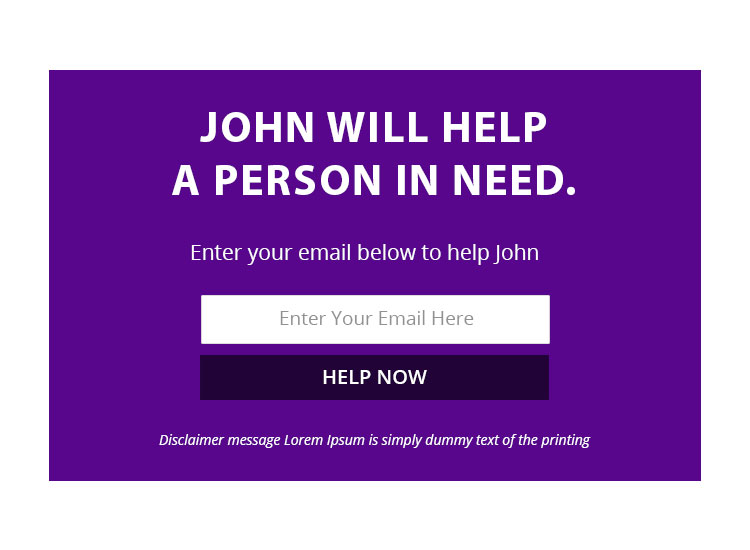 JOHN WILL HELP
A PERSON IN NEED.
Enter your email below to help John
Enter Your Email Here
HELP NOW
Disclaimer message Lorem Ipsum is simply dummy text of the printing